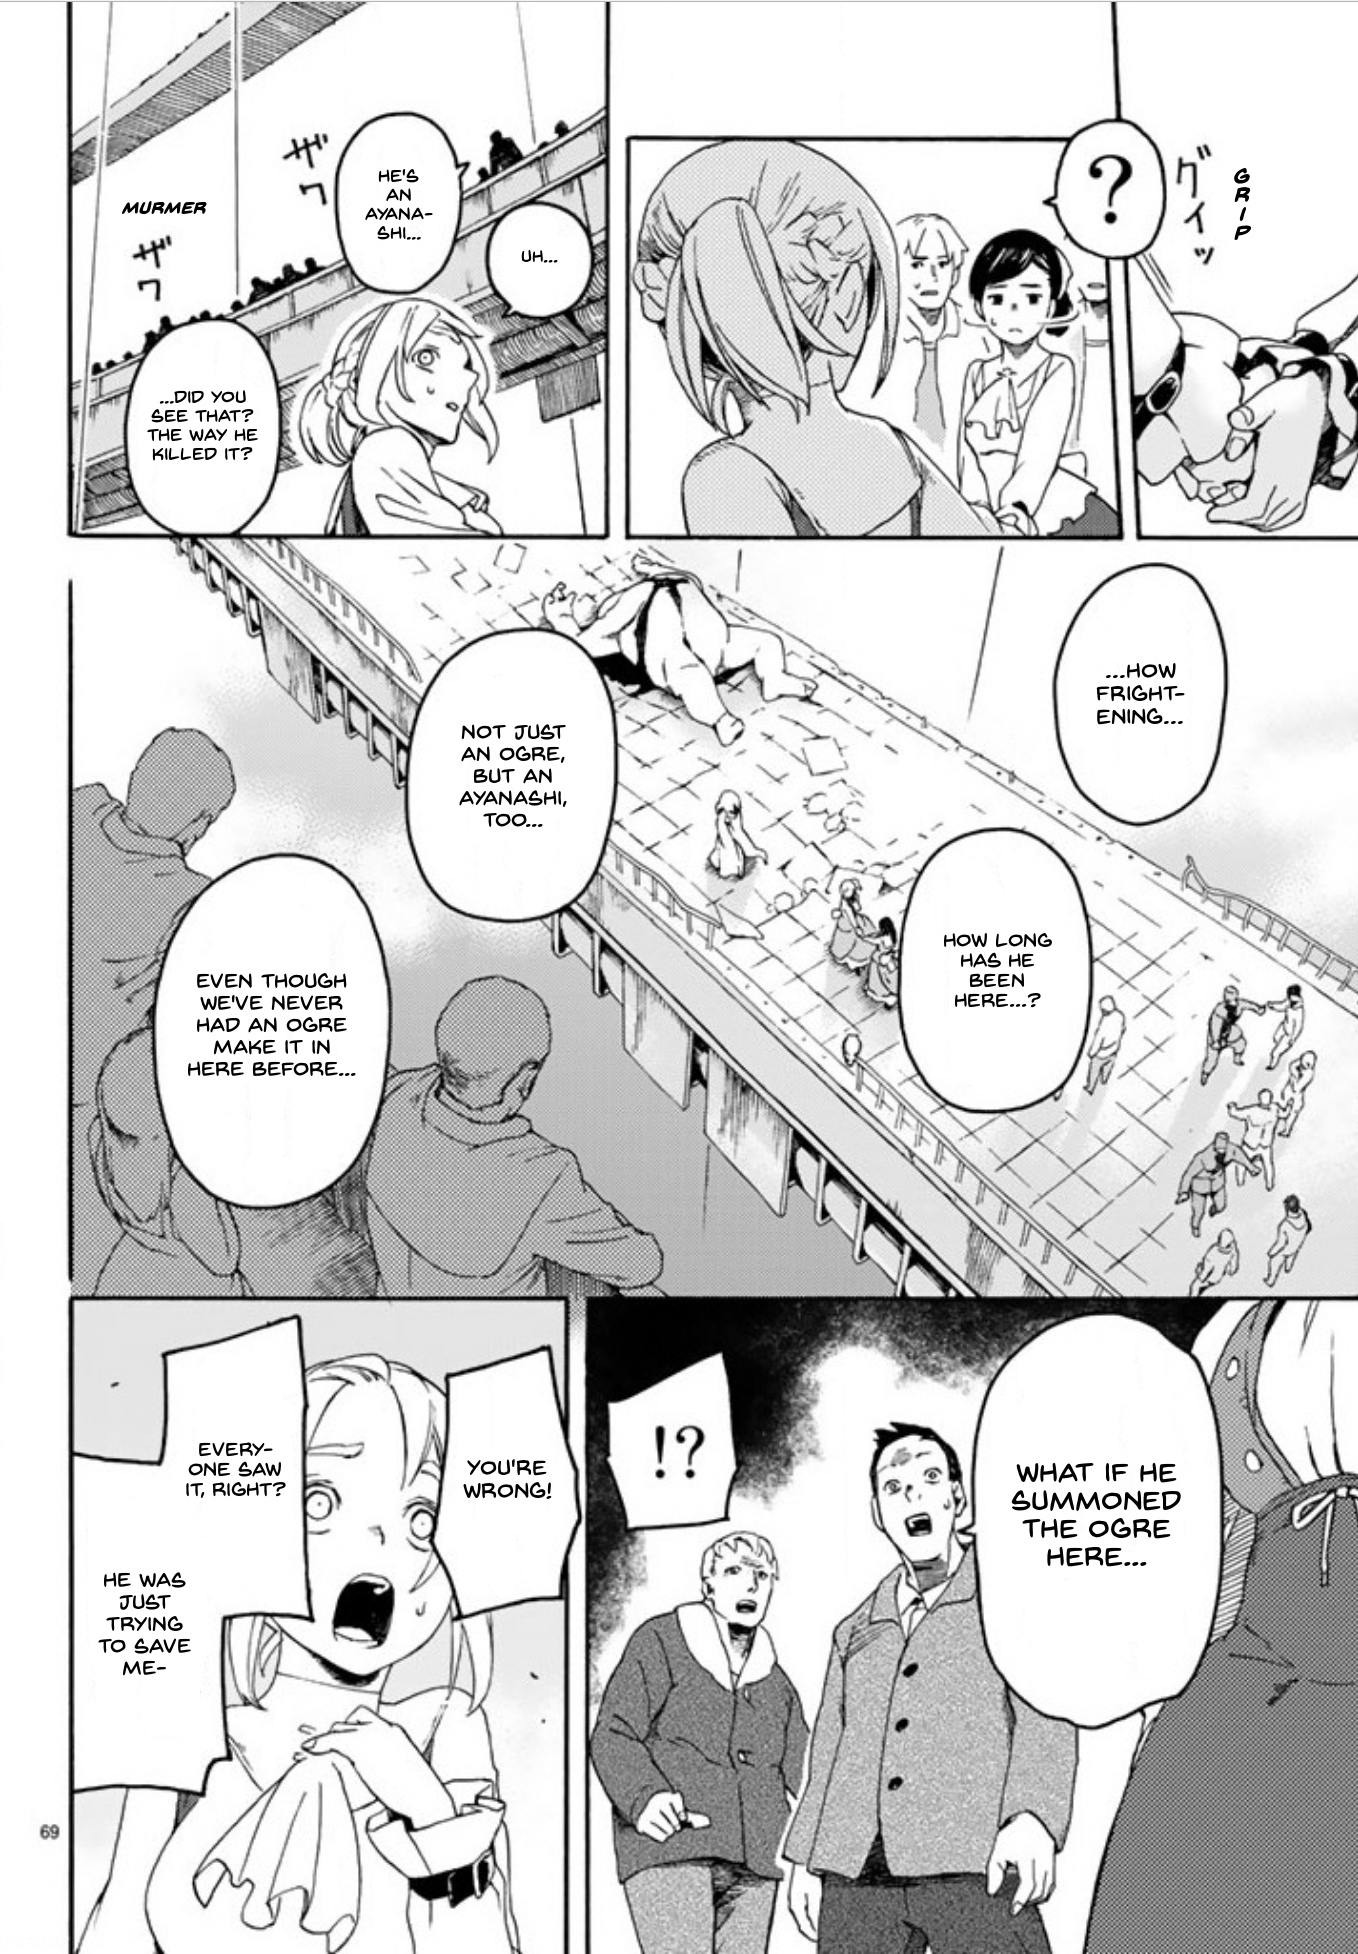 GRIP
グイッ
?
UH...
HE'S
AN
AYANA-
SHI...
ザワ
MURMER
ザワ
...DID YOU
SEE THAT?
THE WAY HE
KILLED IT?
...HOW
FRIGHT-
ENING...
HOW LONG
HAS HE
BEEN
HERE...?
NOT JUST
AN OGRE,
BUT AN
AYANASHI,
TOO...
EVEN THOUGH
WE'VE NEVER
HAD AN OGRE
MAKE IT IN
HERE BEFORE...
WHAT IF HE
SUMMONED
THE OGRE
HERE...
!?
YOU'RE
WRONG!
EVERY-
ONE SAW
IT, RIGHT?
HE WAS
JUST
TRYING
TO SAVE
ME-
69